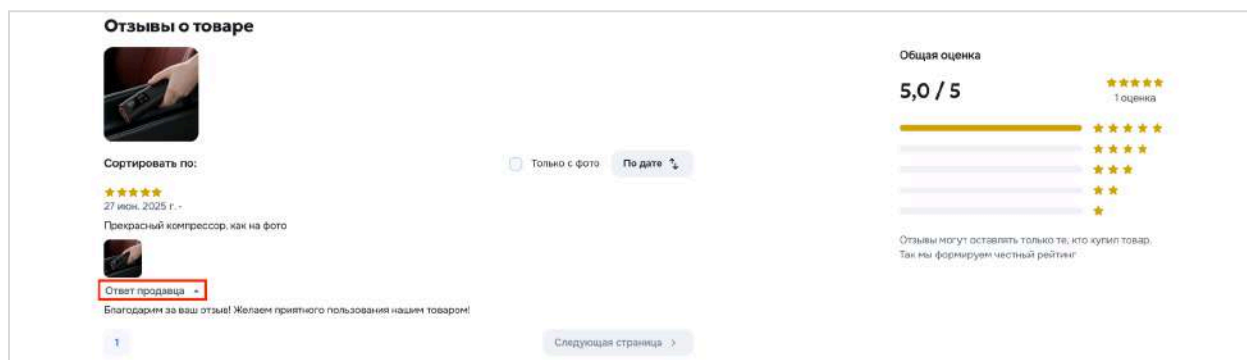 Отзывы о товаре
Сортировать по:
Только с фото
По дате
27 июн. 2025 г. -
Прекрасный компрессор, как на фото
Ответ продавца
Благодарим за ваш отзыв! Желаем приятного пользования нашим товаром!
1
Следующая страница >
Общая оценка
5,0 / 5
1 оценка
Отзывы могут оставлять только те, кто купил товар.
Так мы формируем честный рейтинг